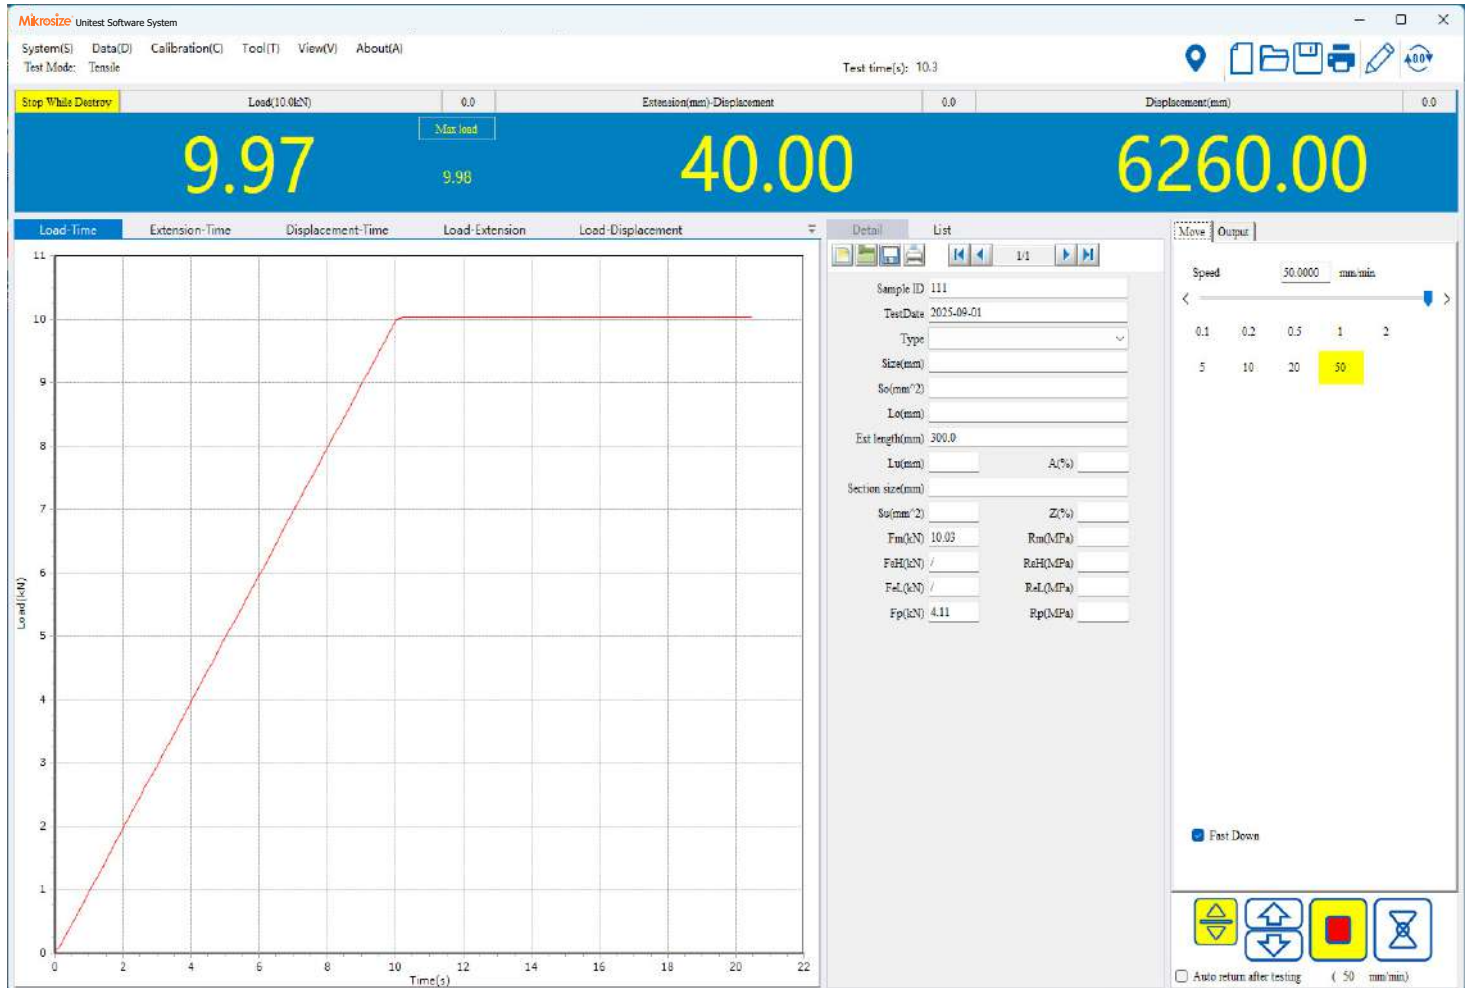 Mikrosize Unitest Software System
System(S) Data(D) Calibration(C) Tool(T) View(V) About(A)
Test Mode: Tensile
Test time(s): 10.3
Stop While Destroy
Load(10.0kN) 0.0
Extension(mm)-Displacement 0.0
Displacement(mm) 0.0
Max load
9.97 9.98 40.00 6260.00
Load-Time Extension-Time Displacement-Time Load-Extension Load-Displacement
11
10
9
8
7
6
5
4
3
2
1
0
Load(kN)
0 2 4 6 8 10 12 14 16 18 20 22
Time(s)
Detail List
1/1
Sample ID 111
TestDate 2025-09-01
Type
Size(mm)
So(mm^2)
Lo(mm)
Ext length(mm) 300.0
Lu(mm) A(%)
Section size(mm)
Su(mm^2) Z(%)
Fm(kN) 10.03 Rm(MPa)
FeH(kN) / ReH(MPa)
FeL(kN) / ReL(MPa)
Fp(kN) 4.11 Rp(MPa)
Move Output
Speed 50.0000 mm/min
0.1 0.2 0.5 1 2
5 10 20 50
Fast Down
Auto return after testing ( 50 mm/min)